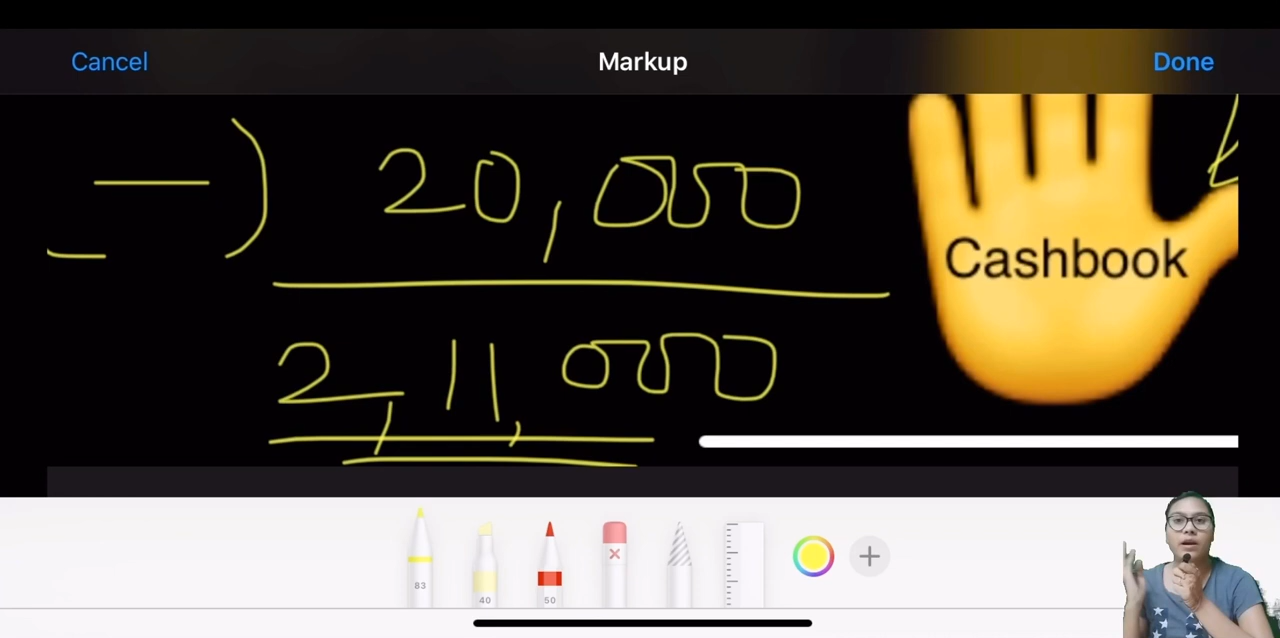 Cancel
Markup
Done
—) 20,000
Cashbook
2,11,000
83
40
50